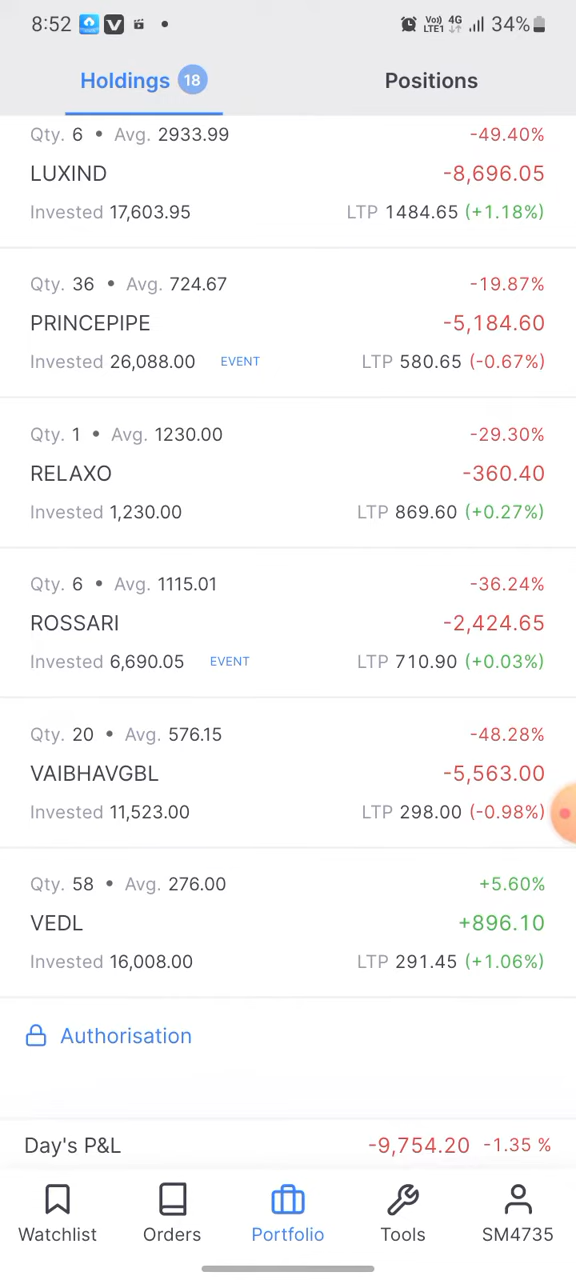 8:52 Vo)) LTE1 4G 34%
Holdings 18 Positions
Qty. 6 • Avg. 2933.99 -49.40%
LUXIND -8,696.05
Invested 17,603.95 LTP 1484.65 (+1.18%)
Qty. 36 • Avg. 724.67 -19.87%
PRINCEPIPE -5,184.60
Invested 26,088.00 EVENT LTP 580.65 (-0.67%)
Qty. 1 • Avg. 1230.00 -29.30%
RELAXO -360.40
Invested 1,230.00 LTP 869.60 (+0.27%)
Qty. 6 • Avg. 1115.01 -36.24%
ROSSARI -2,424.65
Invested 6,690.05 EVENT LTP 710.90 (+0.03%)
Qty. 20 • Avg. 576.15 -48.28%
VAIBHAVGBL -5,563.00
Invested 11,523.00 LTP 298.00 (-0.98%)
Qty. 58 • Avg. 276.00 +5.60%
VEDL +896.10
Invested 16,008.00 LTP 291.45 (+1.06%)
Authorisation
Day's P&L -9,754.20 -1.35 %
Watchlist Orders Portfolio Tools SM4735